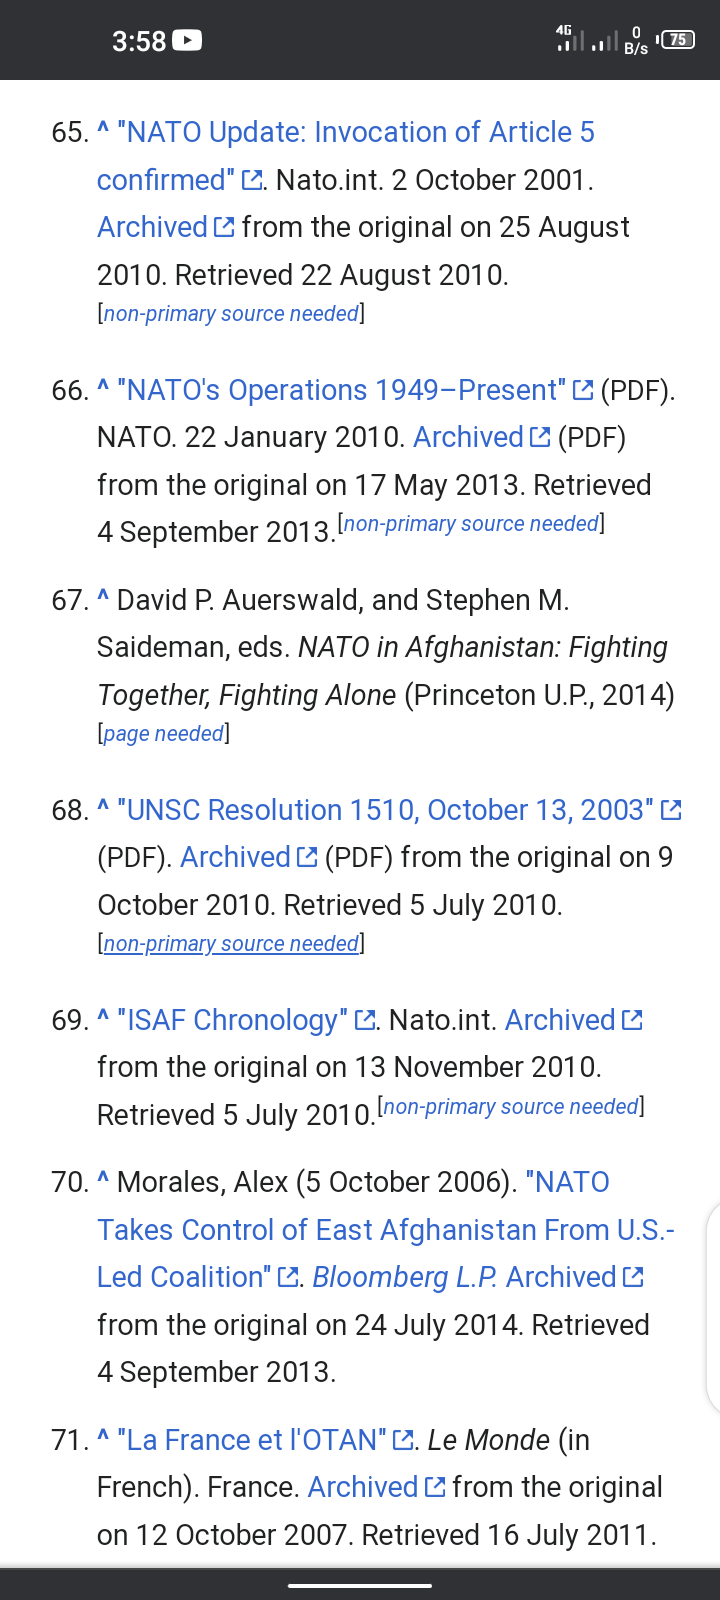 3:58
4G
0
B/s
75
65. ^ "NATO Update: Invocation of Article 5
confirmed". Nato.int. 2 October 2001.
Archived from the original on 25 August
2010. Retrieved 22 August 2010.
[non-primary source needed]
66. ^ "NATO's Operations 1949–Present" (PDF).
NATO. 22 January 2010. Archived (PDF)
from the original on 17 May 2013. Retrieved
4 September 2013.[non-primary source needed]
67. ^ David P. Auerswald, and Stephen M.
Saideman, eds. NATO in Afghanistan: Fighting
Together, Fighting Alone (Princeton U.P., 2014)
[page needed]
68. ^ "UNSC Resolution 1510, October 13, 2003"
(PDF). Archived (PDF) from the original on 9
October 2010. Retrieved 5 July 2010.
[non-primary source needed]
69. ^ "ISAF Chronology". Nato.int. Archived
from the original on 13 November 2010.
Retrieved 5 July 2010.[non-primary source needed]
70. ^ Morales, Alex (5 October 2006). "NATO
Takes Control of East Afghanistan From U.S.-
Led Coalition". Bloomberg L.P. Archived
from the original on 24 July 2014. Retrieved
4 September 2013.
71. ^ "La France et l'OTAN". Le Monde (in
French). France. Archived from the original
on 12 October 2007. Retrieved 16 July 2011.